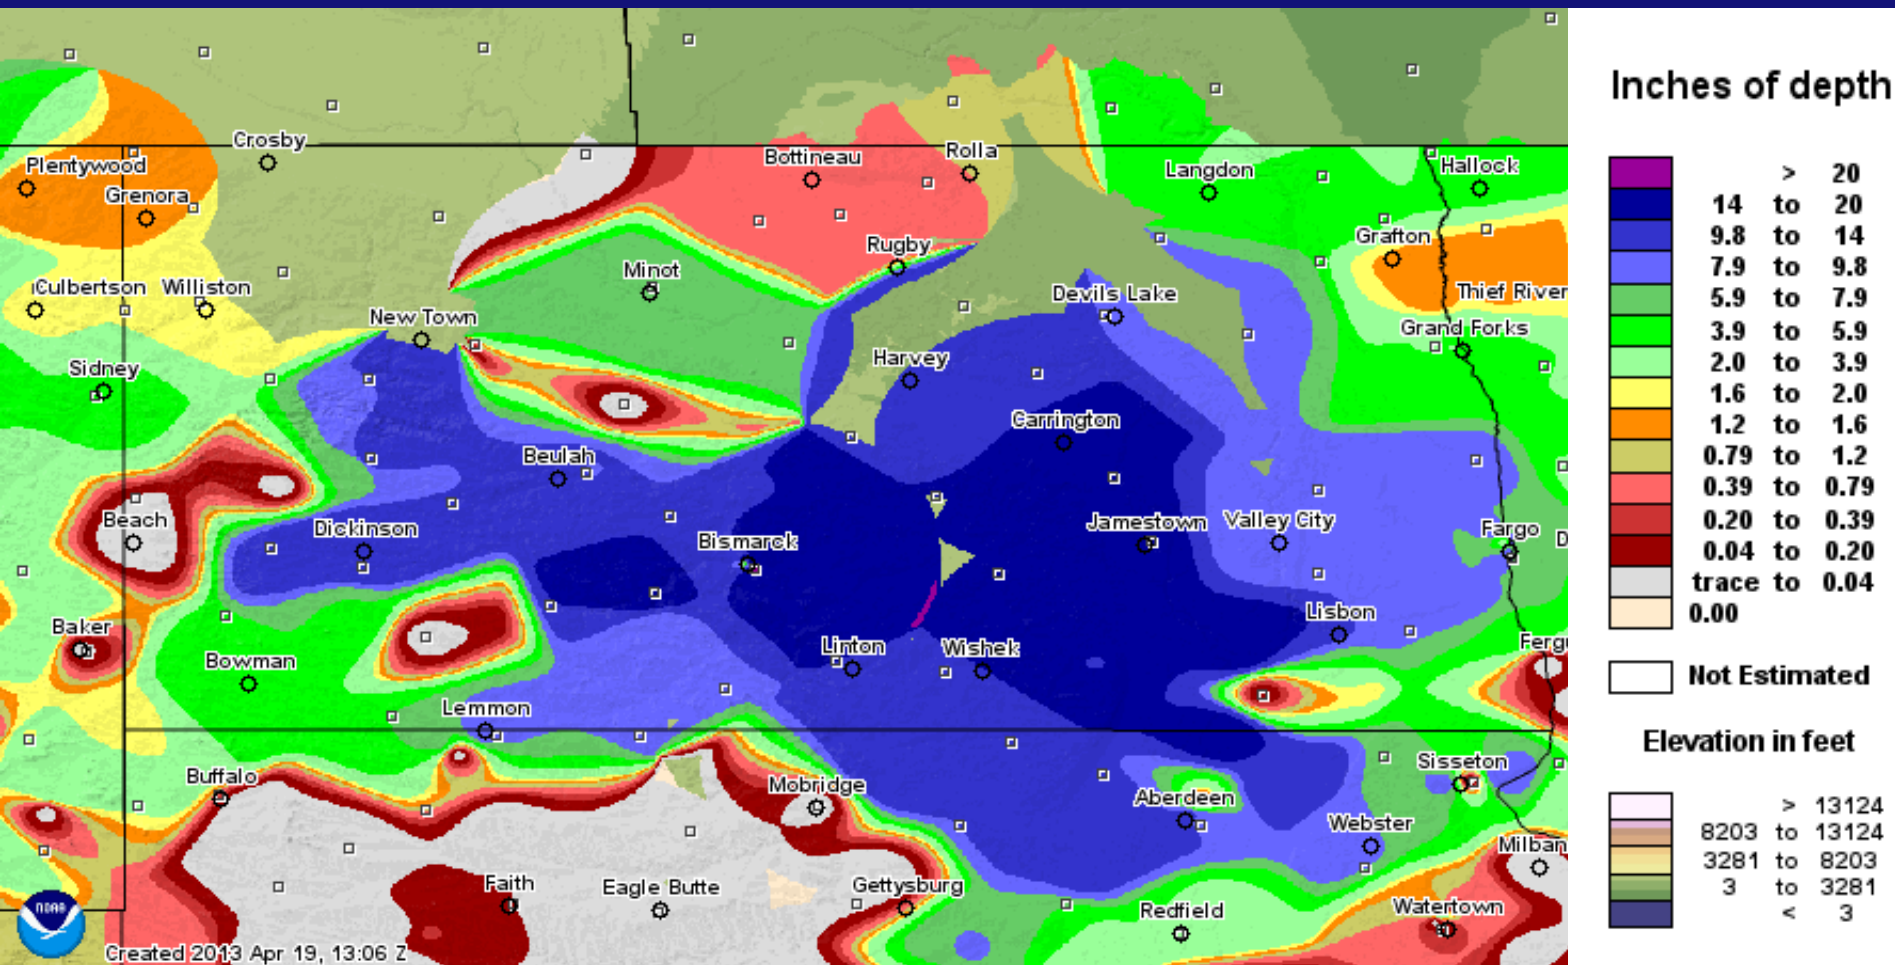 Crosby
Plentywood
Grenora
Bottineau
Rolla
Langdon
Hallock
Rugby
Grafton
Minot
Culbertson
Williston
Devils Lake
Thief River
New Town
Grand Forks
Sidney
Harvey
Carrington
Beulah
Beach
Dickinson
Bismarck
Jamestown
Valley City
Fargo
D
Baker
Lisbon
Bowman
Linton
Wishek
Ferg
Lemmon
Buffalo
Sisseton
Mobridge
Aberdeen
Webster
Milban
Faith
Eagle Butte
Gettysburg
Redfield
Watertown
NOAA
Created 2013 Apr 19, 13:06 Z
Inches of depth
> 20
14 to 20
9.8 to 14
7.9 to 9.8
5.9 to 7.9
3.9 to 5.9
2.0 to 3.9
1.6 to 2.0
1.2 to 1.6
0.79 to 1.2
0.39 to 0.79
0.20 to 0.39
0.04 to 0.20
trace to 0.04
0.00
Not Estimated
Elevation in feet
> 13124
8203 to 13124
3281 to 8203
3 to 3281
< 3